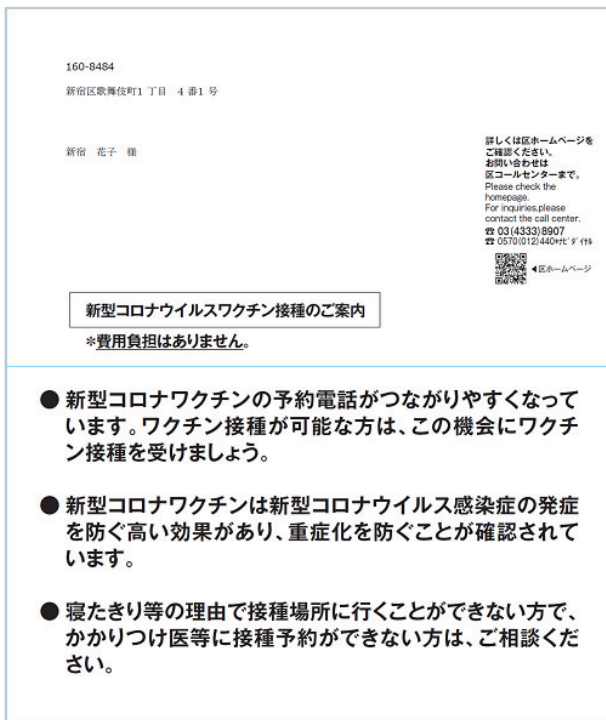 160-8484
新宿区歌舞伎町1 丁目 4 番1 号
新宿 花子 様
詳しくは区ホームページを
ご確認ください。
お問い合わせは
区コールセンターまで。
Please check the
homepage.
For inquiries,please
contact the call center.
☎ 03(4333)8907
☎ 0570(012)440※ﾅﾋﾞﾀﾞｲﾔﾙ
◀区ホームページ
新型コロナウイルスワクチン接種のご案内
*費用負担はありません。
● 新型コロナワクチンの予約電話がつながりやすくなって
います。ワクチン接種が可能な方は、この機会にワクチ
ン接種を受けましょう。
● 新型コロナワクチンは新型コロナウイルス感染症の発症
を防ぐ高い効果があり、重症化を防ぐことが確認されて
います。
● 寝たきり等の理由で接種場所に行くことができない方で、
かかりつけ医等に接種予約ができない方は、ご相談くだ
さい。